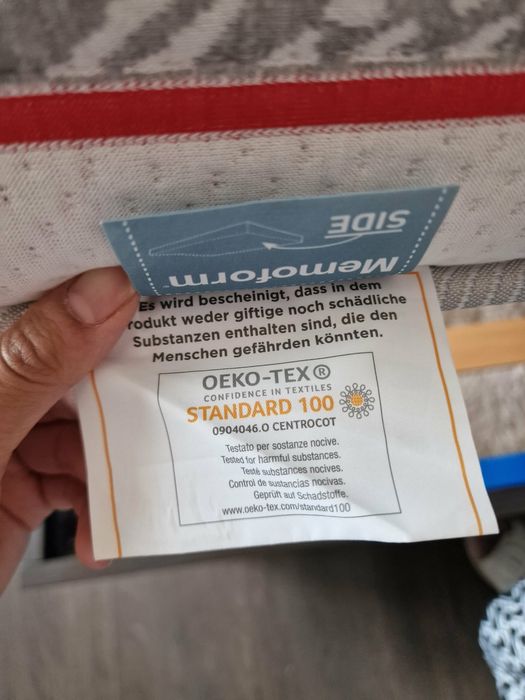 SIDE
Memoform
Es wird bescheinigt, dass in dem
rodukt weder giftige noch schädliche
Substanzen enthalten sind, die den
Menschen gefährden könnten.
OEKO-TEX®
CONFIDENCE IN TEXTILES
STANDARD 100
0904046.O CENTROCOT
Testato per sostanze nocive.
Tested for harmful substances.
Testé substances nocives.
Control de sustancias nocivas.
Geprüft auf Schadstoffe.
www.oeko-tex.com/standard100